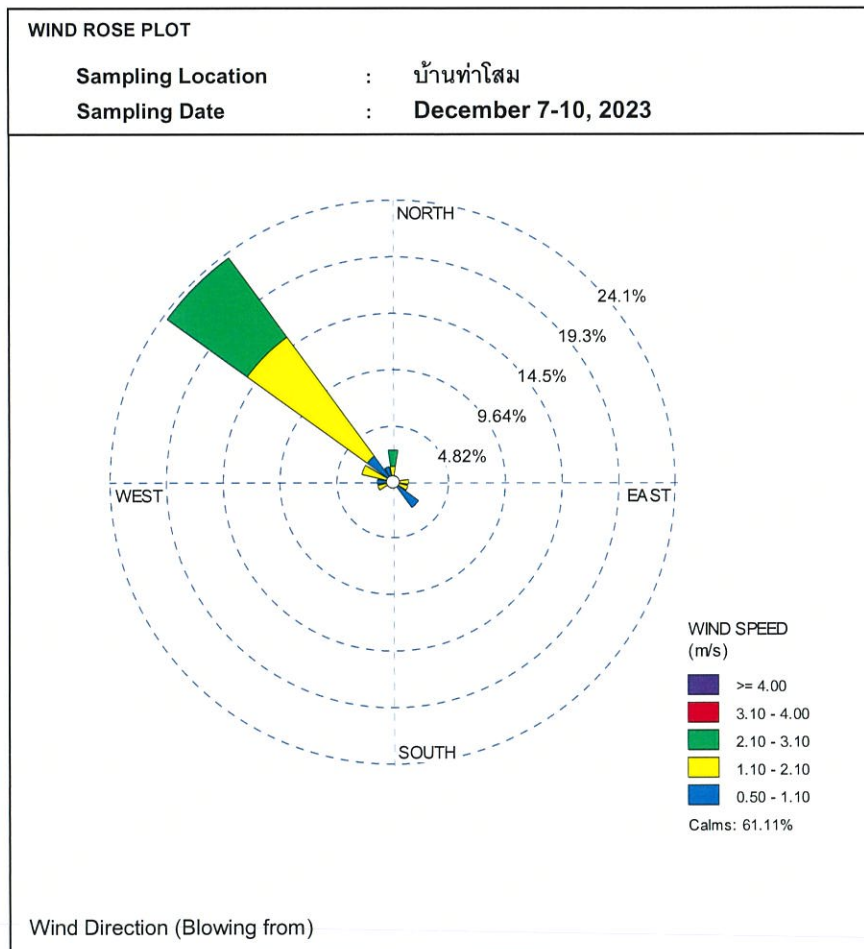 WIND ROSE PLOT
Sampling Location : บ้านท่าโสม
Sampling Date : December 7-10, 2023
NORTH
24.1%
19.3%
14.5%
9.64%
4.82%
WEST
EAST
SOUTH
WIND SPEED
(m/s)
>= 4.00
3.10 - 4.00
2.10 - 3.10
1.10 - 2.10
0.50 - 1.10
Calms: 61.11%
Wind Direction (Blowing from)